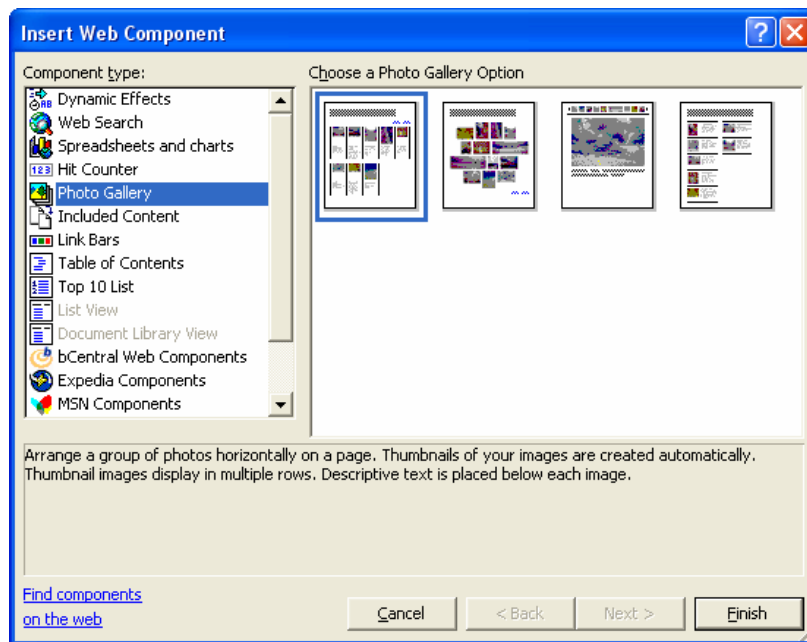 Insert Web Component
Component type:
Dynamic Effects
Web Search
Spreadsheets and charts
123 Hit Counter
Photo Gallery
Included Content
Link Bars
Table of Contents
Top 10 List
List View
Document Library View
bCentral Web Components
Expedia Components
MSN Components
Choose a Photo Gallery Option
Arrange a group of photos horizontally on a page. Thumbnails of your images are created automatically.
Thumbnail images display in multiple rows. Descriptive text is placed below each image.
Find components
on the web
Cancel
< Back
Next >
Finish